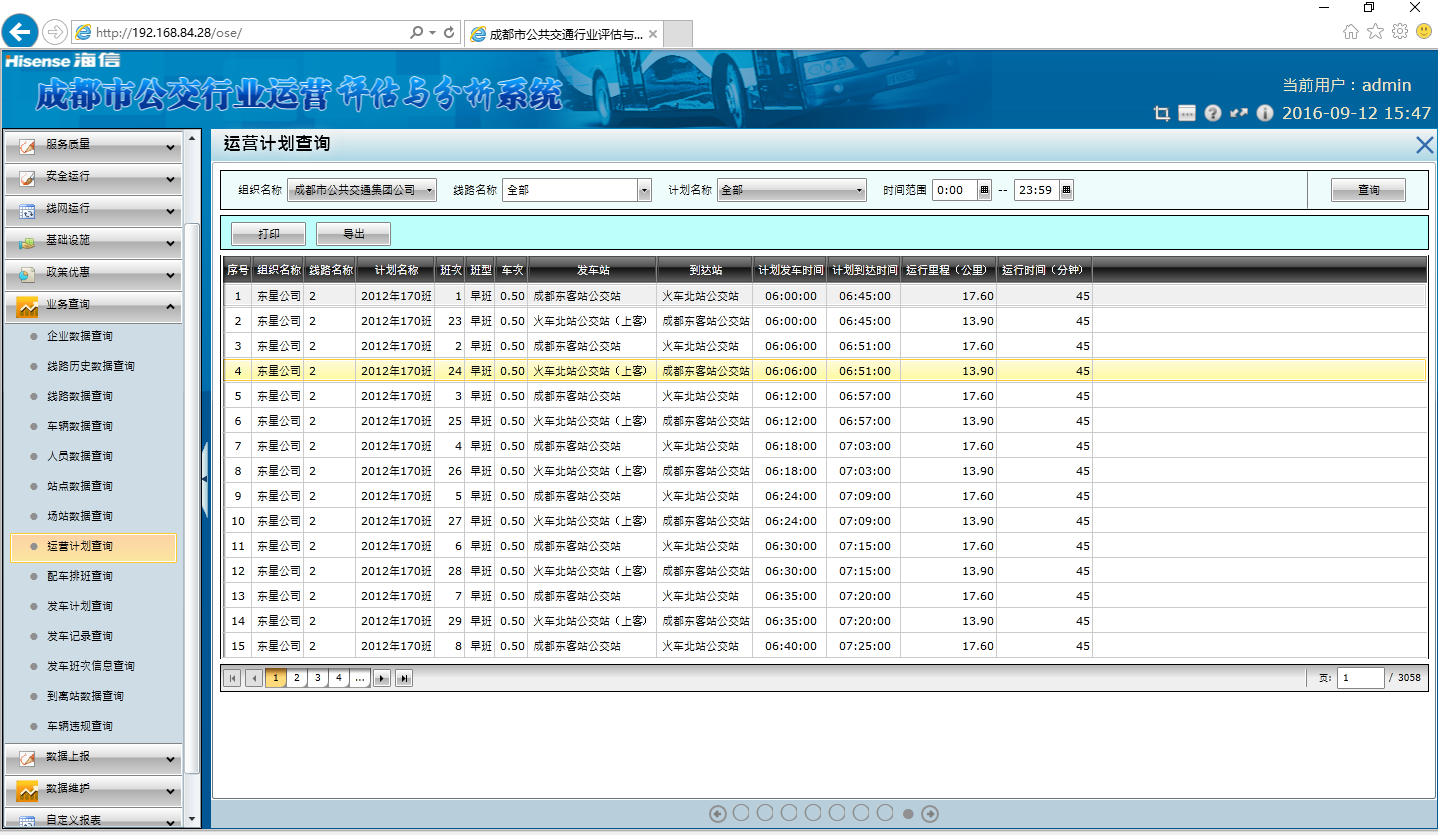 http://192.168.84.28/ose/
成都市公共交通行业评估与...
Hisense 海信
成都市公交行业运营评估与分析系统
当前用户：admin
2016-09-12 15:47
服务质量
安全运行
线网运行
基础设施
政策优惠
业务查询
企业数据查询
线路历史数据查询
线路数据查询
车辆数据查询
人员数据查询
站点数据查询
场站数据查询
运营计划查询
配车排班查询
发车计划查询
发车记录查询
发车班次信息查询
到离站数据查询
车辆违规查询
数据上报
数据维护
自定义报表
运营计划查询
组织名称 成都市公共交通集团公司 线路名称 全部 计划名称 全部 时间范围 0:00 -- 23:59 查询
打印 导出
序号 组织名称 线路名称 计划名称 班次 班型 车次 发车站 到达站 计划发车时间 计划到达时间 运行里程（公里） 运行时间（分钟）
1 东星公司 2 2012年170班 1 早班 0.50 成都东客站公交站 火车北站公交站 06:00:00 06:45:00 17.60 45
2 东星公司 2 2012年170班 23 早班 0.50 火车北站公交站（上客） 成都东客站公交站 06:00:00 06:45:00 13.90 45
3 东星公司 2 2012年170班 2 早班 0.50 成都东客站公交站 火车北站公交站 06:06:00 06:51:00 17.60 45
4 东星公司 2 2012年170班 24 早班 0.50 火车北站公交站（上客） 成都东客站公交站 06:06:00 06:51:00 13.90 45
5 东星公司 2 2012年170班 3 早班 0.50 成都东客站公交站 火车北站公交站 06:12:00 06:57:00 17.60 45
6 东星公司 2 2012年170班 25 早班 0.50 火车北站公交站（上客） 成都东客站公交站 06:12:00 06:57:00 13.90 45
7 东星公司 2 2012年170班 4 早班 0.50 成都东客站公交站 火车北站公交站 06:18:00 07:03:00 17.60 45
8 东星公司 2 2012年170班 26 早班 0.50 火车北站公交站（上客） 成都东客站公交站 06:18:00 07:03:00 13.90 45
9 东星公司 2 2012年170班 5 早班 0.50 成都东客站公交站 火车北站公交站 06:24:00 07:09:00 17.60 45
10 东星公司 2 2012年170班 27 早班 0.50 火车北站公交站（上客） 成都东客站公交站 06:24:00 07:09:00 13.90 45
11 东星公司 2 2012年170班 6 早班 0.50 成都东客站公交站 火车北站公交站 06:30:00 07:15:00 17.60 45
12 东星公司 2 2012年170班 28 早班 0.50 火车北站公交站（上客） 成都东客站公交站 06:30:00 07:15:00 13.90 45
13 东星公司 2 2012年170班 7 早班 0.50 成都东客站公交站 火车北站公交站 06:35:00 07:20:00 17.60 45
14 东星公司 2 2012年170班 29 早班 0.50 火车北站公交站（上客） 成都东客站公交站 06:35:00 07:20:00 13.90 45
15 东星公司 2 2012年170班 8 早班 0.50 成都东客站公交站 火车北站公交站 06:40:00 07:25:00 17.60 45
1 2 3 4 ... 页: 1 / 3058